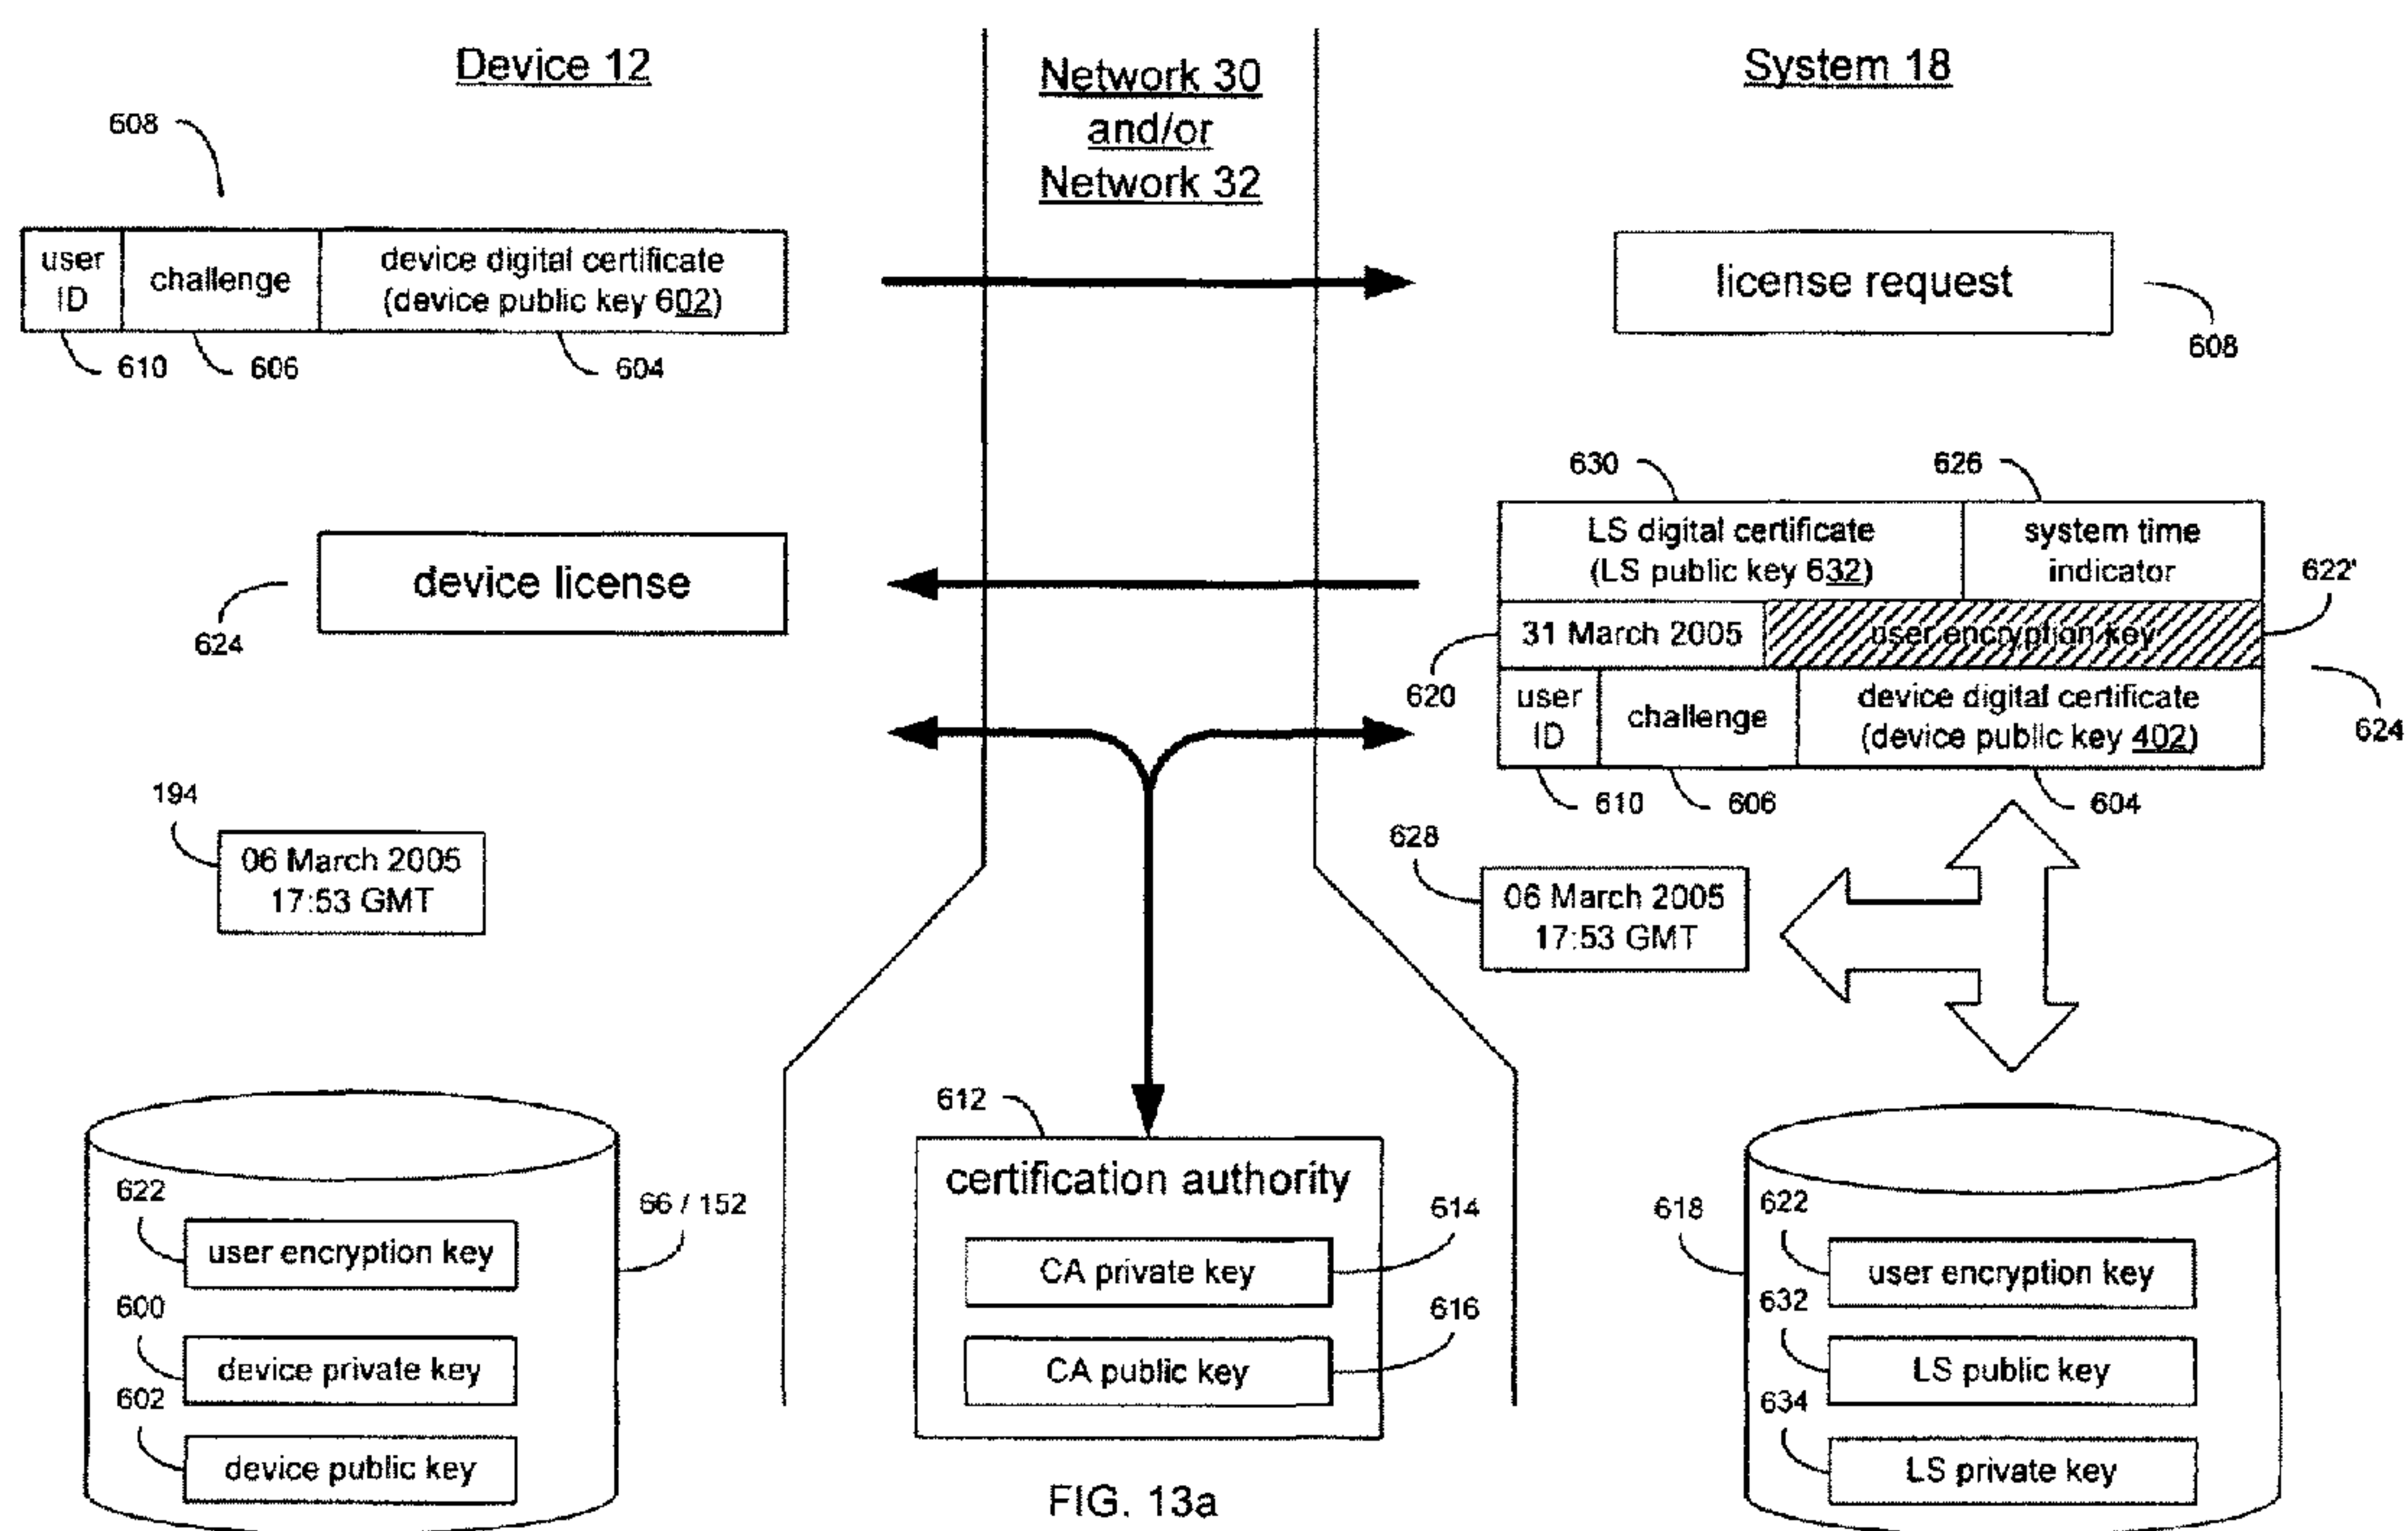 Device 12
Network 30
and/or
Network 32
System 18
608
user
ID
challenge
device digital certificate
(device public key 602)
610
606
604
license request
608
device license
624
630
626
LS digital certificate
(LS public key 632)
system time
indicator
622'
31 March 2005
user encryption key'
620
user
ID
challenge
device digital certificate
(device public key 402)
624
610
606
604
194
06 March 2005
17:53 GMT
628
06 March 2005
17:53 GMT
622
user encryption key
600
device private key
602
device public key
66 / 152
612
certification authority
614
CA private key
616
CA public key
618
622
user encryption key
632
LS public key
634
LS private key
FIG. 13a